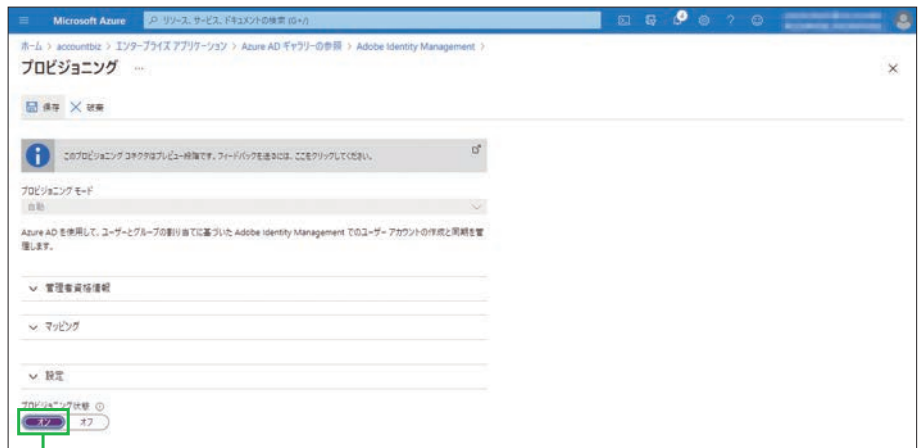 Microsoft Azure
リソース、サービス、ドキュメントの検索 (G+/)
4
ホーム > accountbiz > エンタープライズ アプリケーション > Azure AD ギャラリーの参照 > Adobe Identity Management >
プロビジョニング ...
保存 破棄
このプロビジョニング コネクタはプレビュー段階です。フィードバックを送るには、ここをクリックしてください。
プロビジョニング モード
自動
Azure AD を使用して、ユーザーとグループの割り当てに基づいた Adobe Identity Management でのユーザー アカウントの作成と同期を管
理します。
管理者資格情報
マッピング
設定
プロビジョニング状態
オン オフ